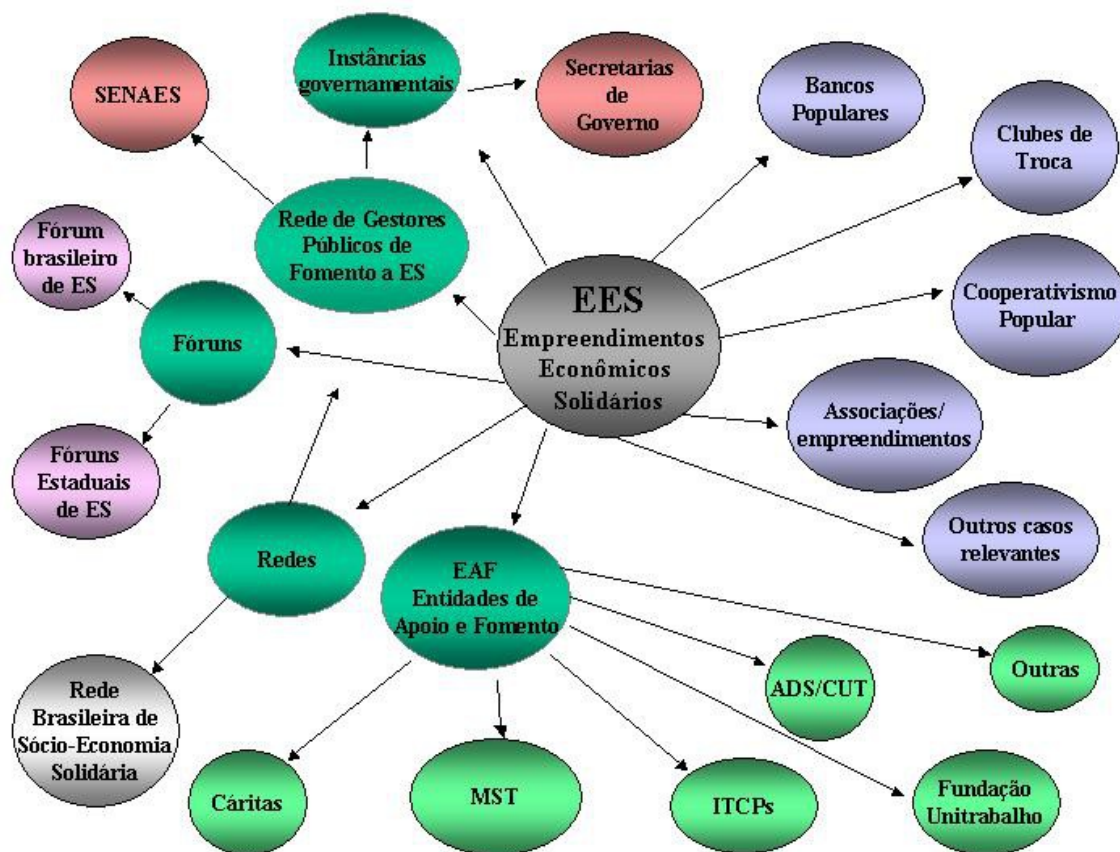 Instâncias
governamentais
SENAES
Secretarias
de
Governo
Bancos
Populares
Clubes de
Troca
Rede de Gestores
Públicos de
Fomento a ES
Fórum
brasileiro
de ES
EES
Empreendimentos
Econômicos
Solidários
Cooperativismo
Popular
Fóruns
Associações/
empreendimentos
Fóruns
Estaduais
de ES
Outros casos
relevantes
Redes
EAF
Entidades de
Apoio e Fomento
Outras
ADS/CUT
Rede
Brasileira de
Sócio-Economia
Solidária
Cáritas
MST
ITCPs
Fundação
Unitrabalho